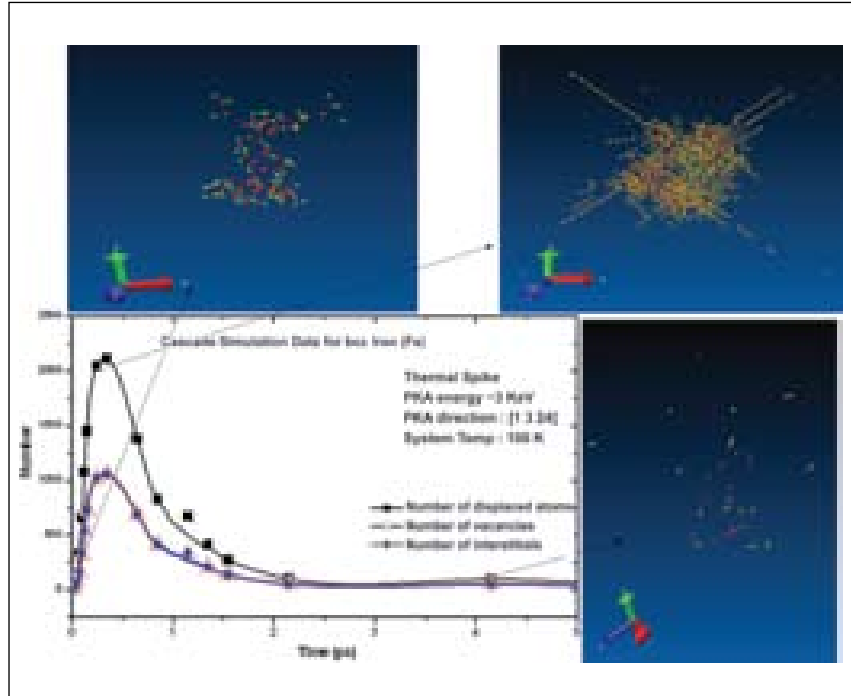 Cascade Simulation Data for bcc Iron (Fe)
Thermal Spike
PKA energy ~3 KeV
PKA direction : [1 3 24]
System Temp : 100 K
Number of displaced atoms
Number of vacancies
Number of interstitials
Number
2000
1500
1000
500
0
0
1
2
3
4
5
Time (ps)